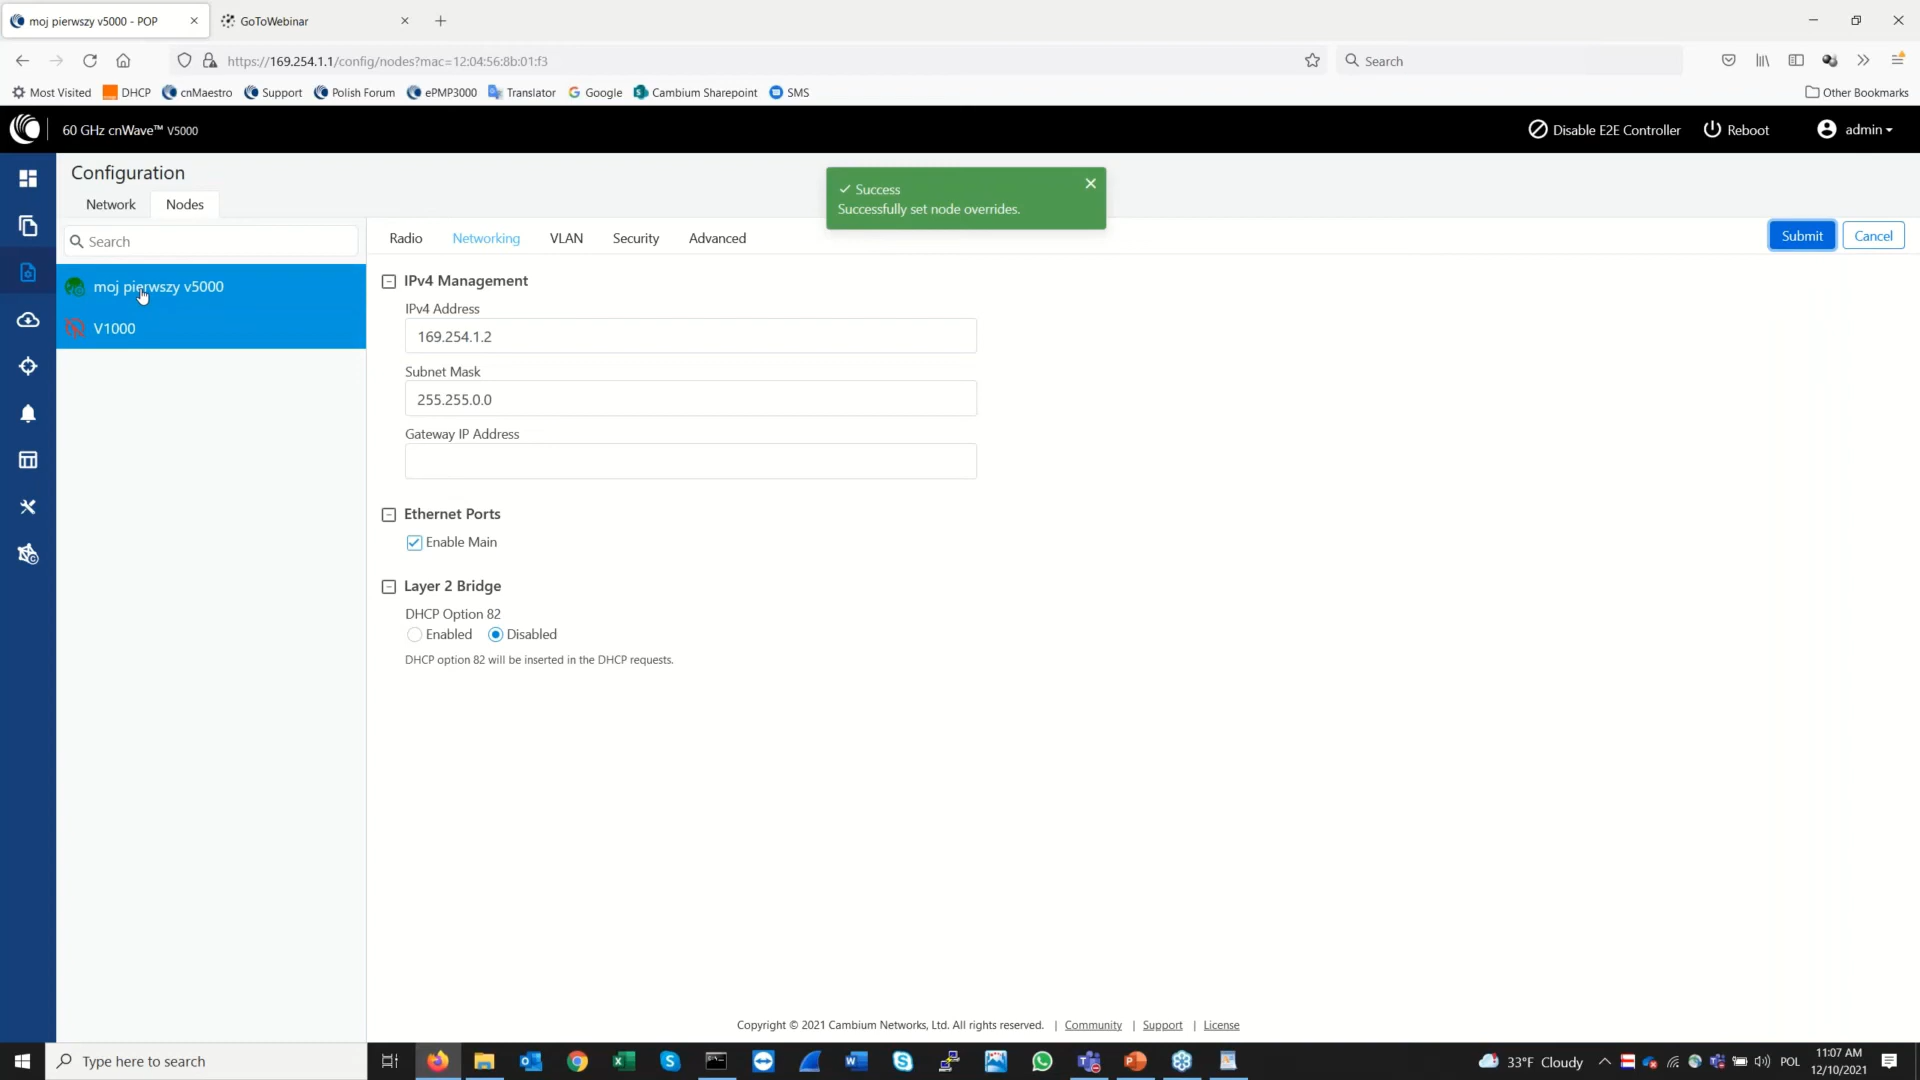 moj pierwszy v5000 - POP
GoToWebinar
https://169.254.1.1/config/nodes?mac=12:04:56:8b:01:f3
Search
Most Visited
DHCP
cnMaestro
Support
Polish Forum
ePMP3000
Translator
Google
Cambium Sharepoint
SMS
Other Bookmarks
60 GHz cnWave™ V5000
Disable E2E Controller
Reboot
admin
Configuration
Success
Successfully set node overrides.
Network
Nodes
Search
Radio
Networking
VLAN
Security
Advanced
Submit
Cancel
moj pierwszy v5000
V1000
IPv4 Management
IPv4 Address
169.254.1.2
Subnet Mask
255.255.0.0
Gateway IP Address
Ethernet Ports
Enable Main
Layer 2 Bridge
DHCP Option 82
Enabled
Disabled
DHCP option 82 will be inserted in the DHCP requests.
Copyright © 2021 Cambium Networks, Ltd. All rights reserved. | Community | Support | License
Type here to search
33°F Cloudy
POL
11:07 AM
12/10/2021